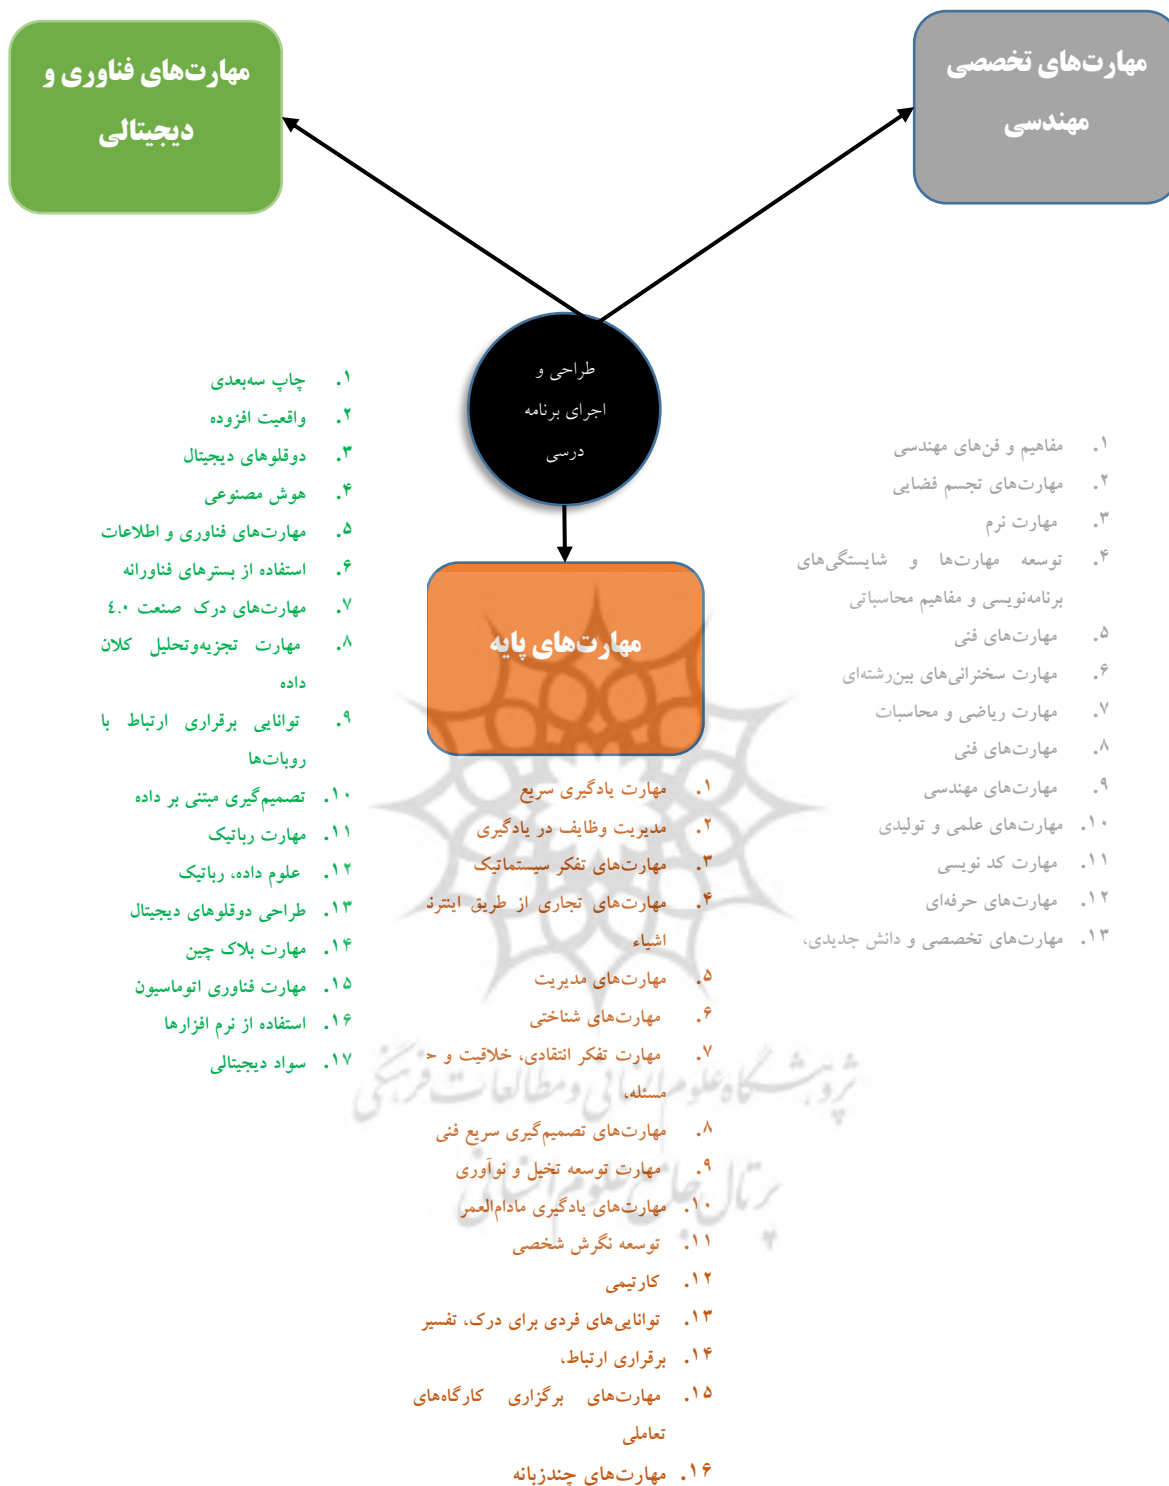 مهارت‌های تخصصی
مهندسی
مهارت‌های فناوری و
دیجیتالی
طراحی و
اجرای برنامه
درسی
مهارت‌های پایه
۱. مفاهیم و فن‌های مهندسی
۲. مهارت‌های تجسم فضایی
۳. مهارت نرم
۴. توسعه مهارت‌ها و شایستگی‌های
برنامه‌نویسی و مفاهیم محاسباتی
۵. مهارت‌های فنی
۶. مهارت سخنرانی‌های بین‌رشته‌ای
۷. مهارت ریاضی و محاسبات
۸. مهارت‌های فنی
۹. مهارت‌های مهندسی
۱۰. مهارت‌های علمی و تولیدی
۱۱. مهارت کد نویسی
۱۲. مهارت‌های حرفه‌ای
۱۳. مهارت‌های تخصصی و دانش جدیدی،
۱. مهارت یادگیری سریع
۲. مدیریت وظایف در یادگیری
۳. مهارت‌های تفکر سیستماتیک
۴. مهارت‌های تجاری از طریق اینترن
اشیاء
۵. مهارت‌های مدیریت
۶. مهارت‌های شناختی
۷. مهارت تفکر انتقادی، خلاقیت و ح
مسئله،
۸. مهارت‌های تصمیم‌گیری سریع فنی
۹. مهارت توسعه تخیل و نوآوری
۱۰. مهارت‌های یادگیری مادام‌العمر
۱۱. توسعه نگرش شخصی
۱۲. کارتیمی
۱۳. توانایی‌های فردی برای درک، تفسیر
۱۴. برقراری ارتباط،
۱۵. مهارت‌های برگزاری کارگاه‌های
تعاملی
۱۶. مهارت‌های چندزبانه
۱. چاپ سه‌بعدی
۲. واقعیت افزوده
۳. دوقلوهای دیجیتال
۴. هوش مصنوعی
۵. مهارت‌های فناوری و اطلاعات
۶. استفاده از بسترهای فناورانه
۷. مهارت‌های درک صنعت ٤.٠
۸. مهارت تجزیه‌وتحلیل کلان
داده
۹. توانایی برقراری ارتباط با
روبات‌ها
۱۰. تصمیم‌گیری مبتنی بر داده
۱۱. مهارت رباتیک
۱۲. علوم داده، رباتیک
۱۳. طراحی دوقلوهای دیجیتال
۱۴. مهارت بلاک چین
۱۵. مهارت فناوری اتوماسیون
۱۶. استفاده از نرم افزارها
۱۷. سواد دیجیتالی
پژوهشگاه علوم انسانی و مطالعات فرهنگی
پرتال جامع علوم انسانی